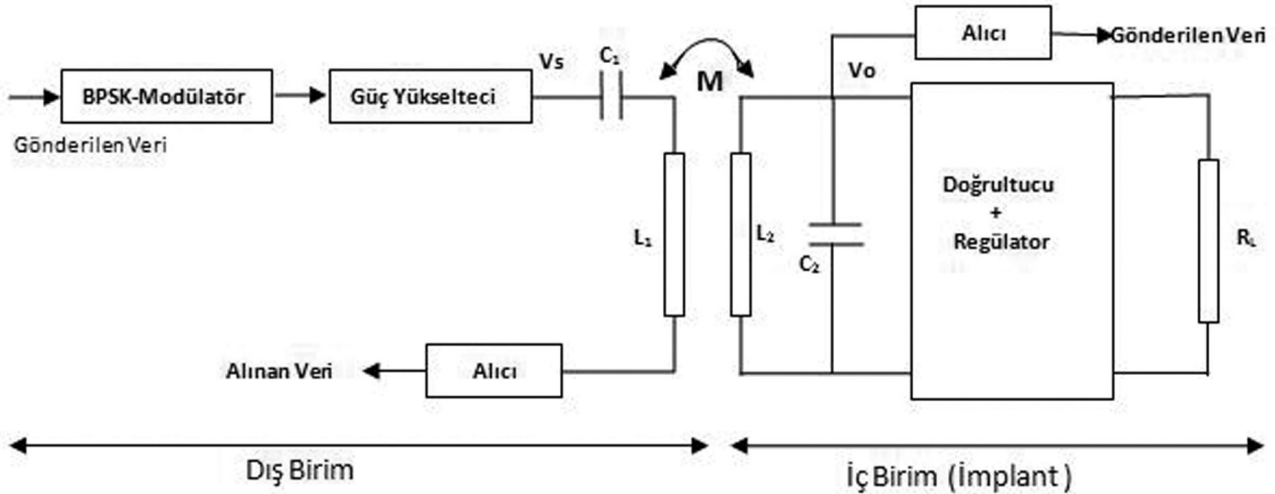 Alıcı
Gönderilen Veri
Vs
C₁
M
Vo
BPSK-Modülatör
Güç Yükselteci
Gönderilen Veri
Doğrultucu
+
Regülator
L₁
L₂
C₂
R_L
Alınan Veri
Alıcı
Dış Birim
İç Birim (İmplant )